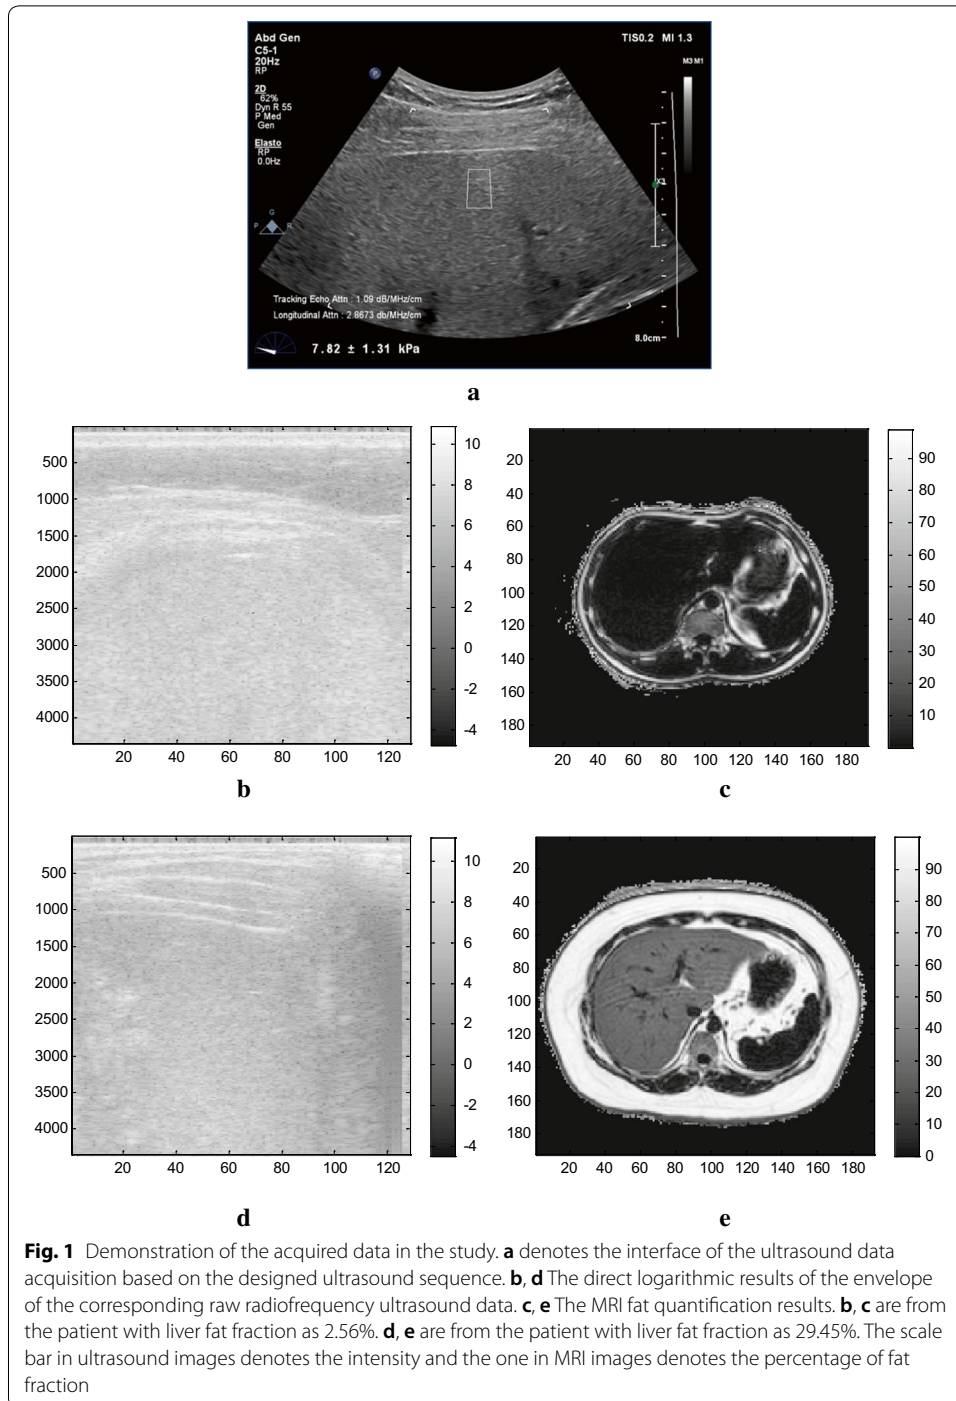 Abd Gen
C5-1
20Hz
RP
TIS0.2 MI 1.3
M3 M1
P
2D
62%
Dyn R 55
P Med
Gen
Elasto
RP
0.0Hz
X3
G
P R
Tracking Echo Attn : 1.09 dB/MHz/cm
Longitudinal Attn : 2.8673 db/MHz/cm
8.0cm
7.82 ± 1.31 kPa
a
500
1000
1500
2000
2500
3000
3500
4000
20 40 60 80 100 120
10
8
6
4
2
0
-2
-4
b
20
40
60
80
100
120
140
160
180
20 40 60 80 100 120 140 160 180
90
80
70
60
50
40
30
20
10
c
500
1000
1500
2000
2500
3000
3500
4000
20 40 60 80 100 120
10
8
6
4
2
0
-2
-4
d
20
40
60
80
100
120
140
160
180
20 40 60 80 100 120 140 160 180
90
80
70
60
50
40
30
20
10
0
e
Fig. 1 Demonstration of the acquired data in the study. a denotes the interface of the ultrasound data
acquisition based on the designed ultrasound sequence. b, d The direct logarithmic results of the envelope
of the corresponding raw radiofrequency ultrasound data. c, e The MRI fat quantification results. b, c are from
the patient with liver fat fraction as 2.56%. d, e are from the patient with liver fat fraction as 29.45%. The scale
bar in ultrasound images denotes the intensity and the one in MRI images denotes the percentage of fat
fraction